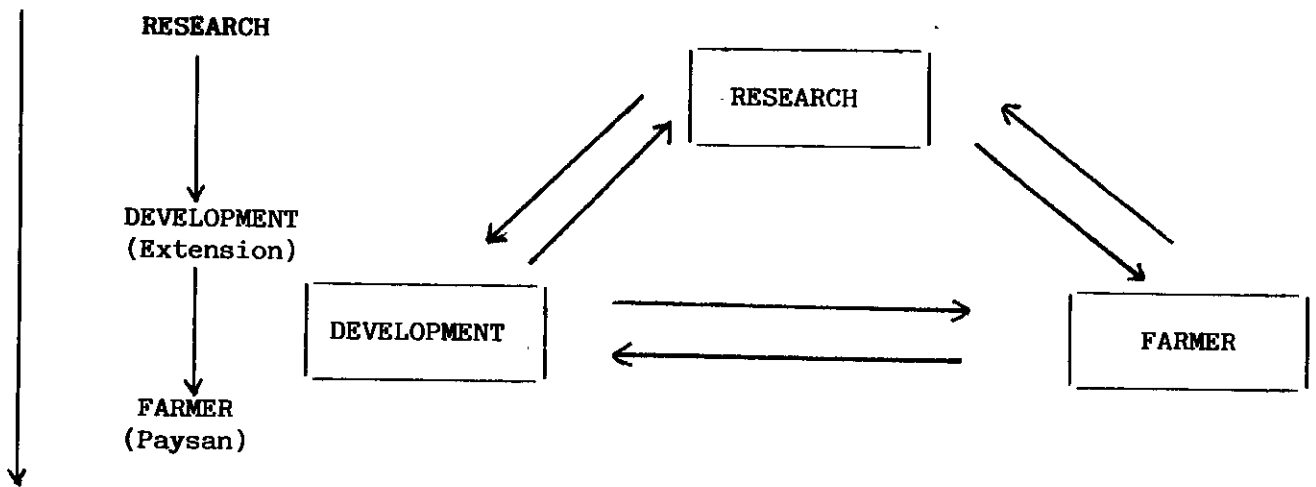 RESEARCH
DEVELOPMENT
(Extension)
FARMER
(Paysan)
RESEARCH
DEVELOPMENT
FARMER